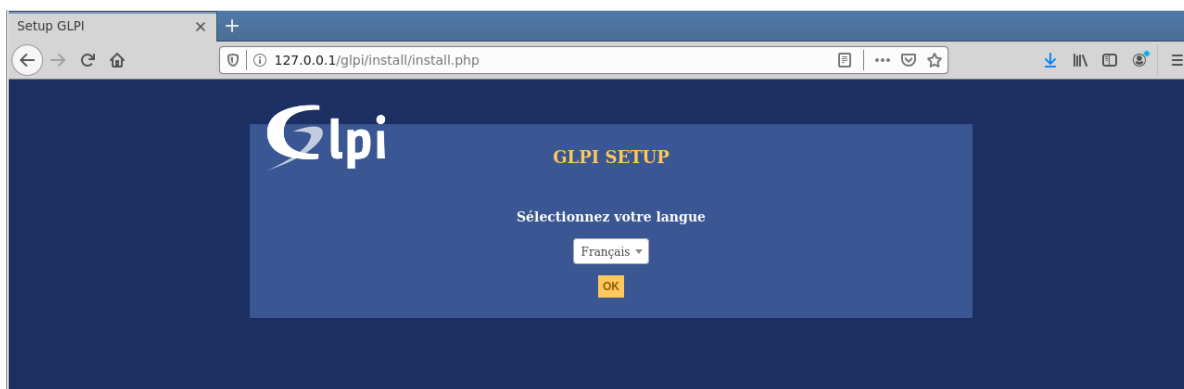 Setup GLPI
127.0.0.1/glpi/install/install.php
Glpi
GLPI SETUP
Sélectionnez votre langue
Français
OK